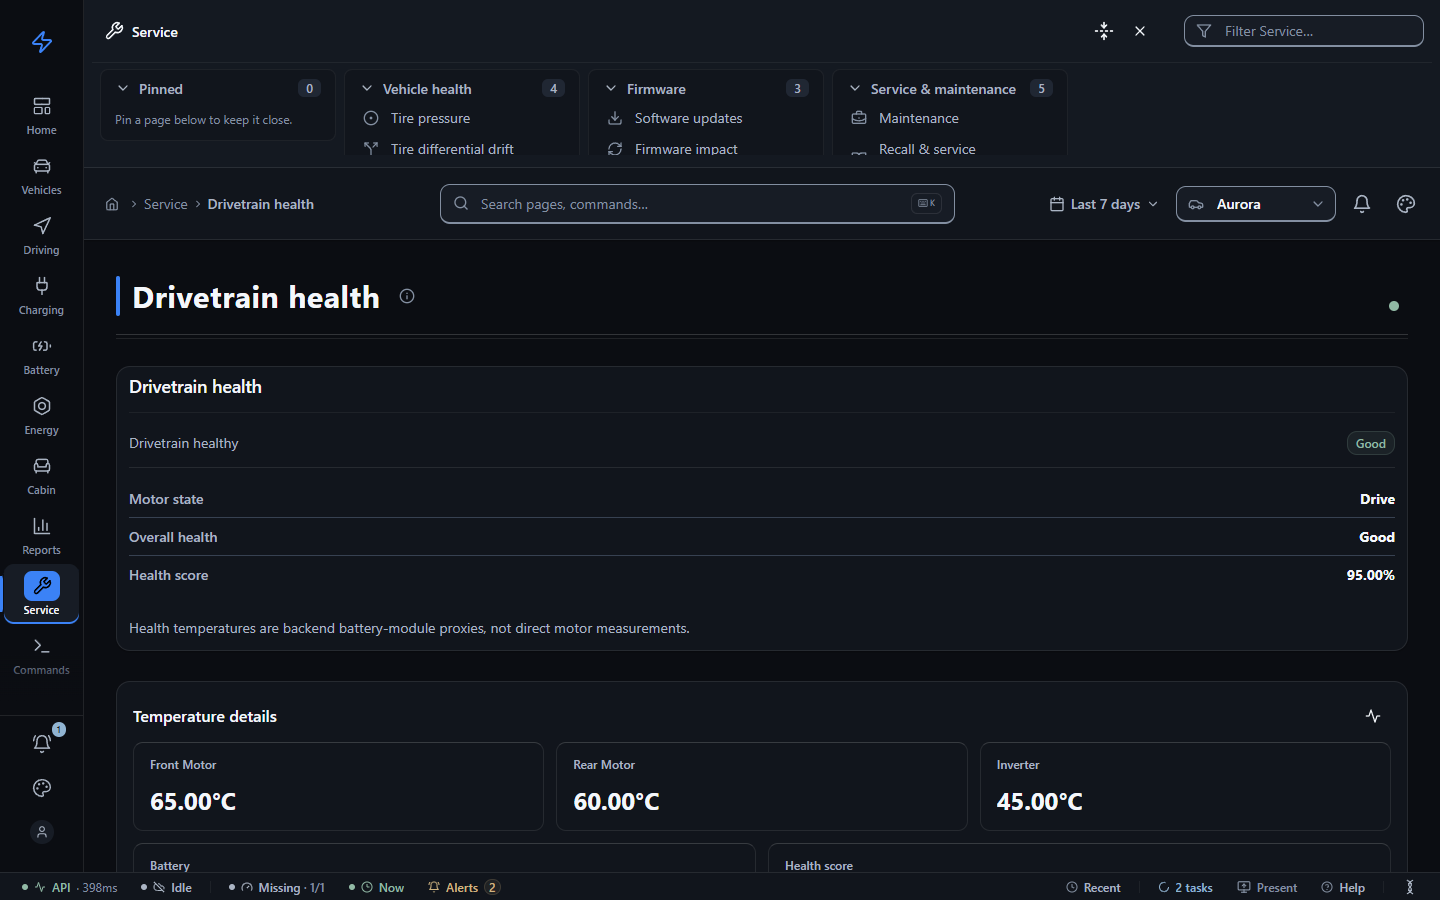 Service
Filter Service...
Pinned 0
Pin a page below to keep it close.
Vehicle health 4
Tire pressure
Tire differential drift
Firmware 3
Software updates
Firmware impact
Service & maintenance 5
Maintenance
Recall & service
Home
Vehicles
Driving
Charging
Battery
Energy
Cabin
Reports
Service
Commands
1
Service
Drivetrain health
Search pages, commands...
K
Last 7 days
Aurora
Drivetrain health
Drivetrain health
Drivetrain healthy Good
Motor state Drive
Overall health Good
Health score 95.00%
Health temperatures are backend battery-module proxies, not direct motor measurements.
Temperature details
Front Motor
65.00°C
Rear Motor
60.00°C
Inverter
45.00°C
Battery
Health score
API · 398ms
Idle
Missing · 1/1
Now
Alerts 2
Recent
2 tasks
Present
Help